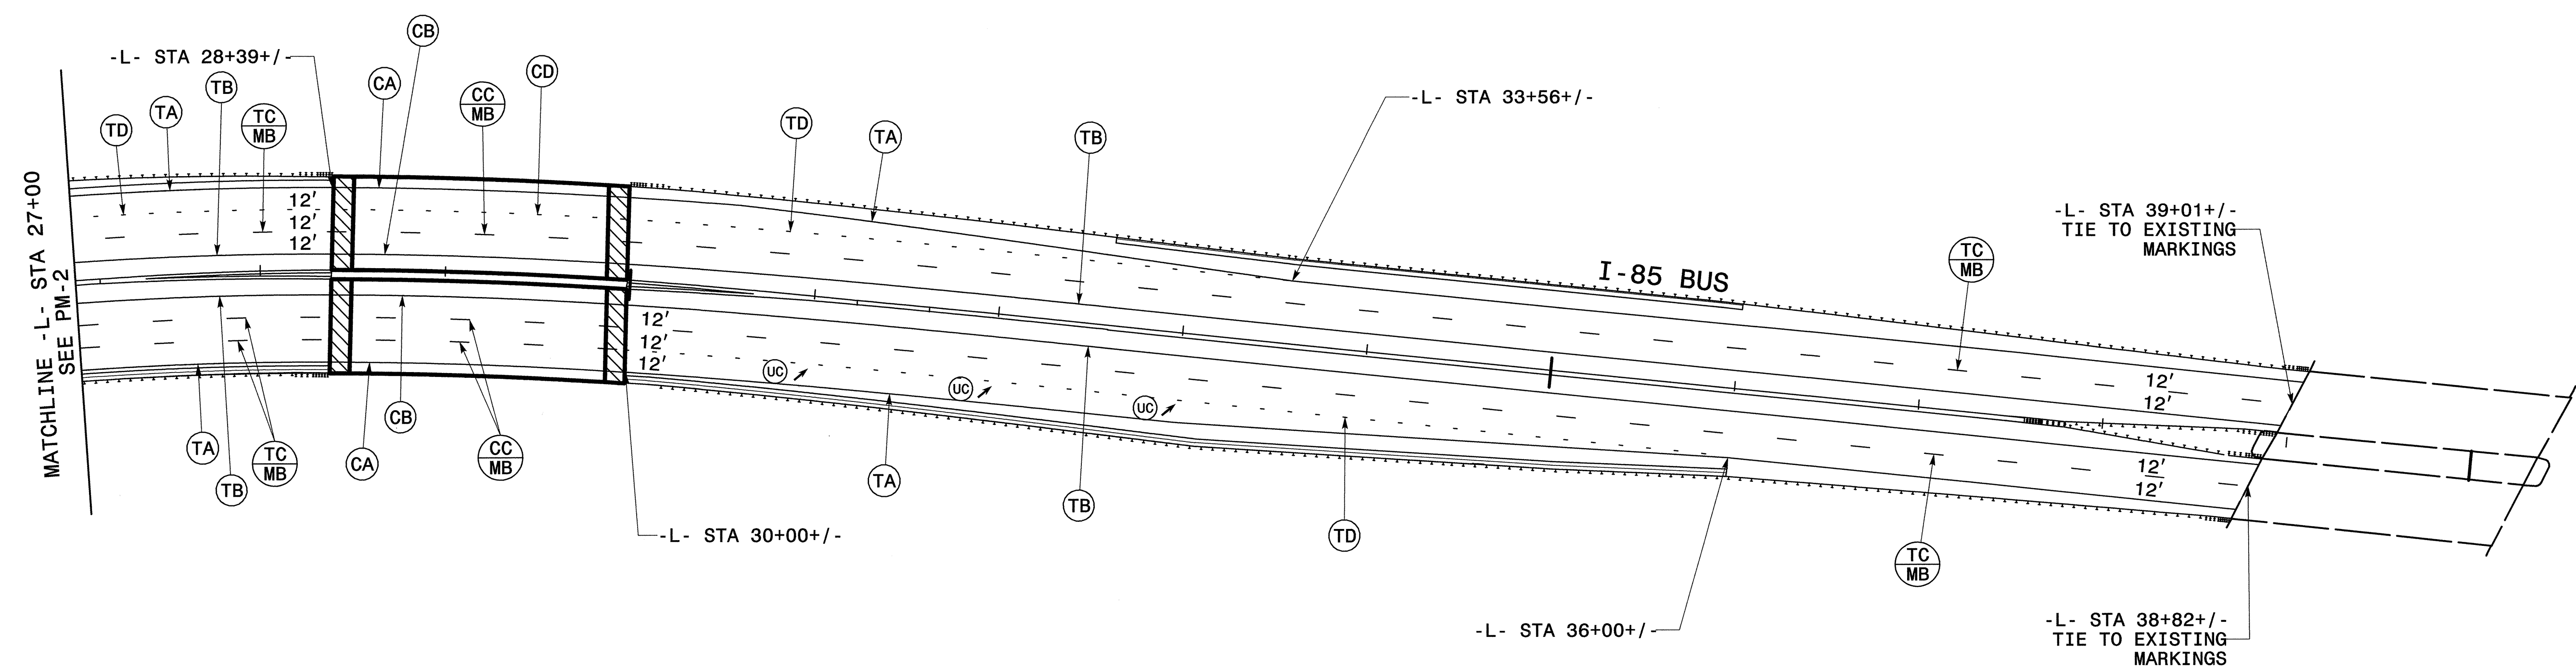 MATCHLINE -L- STA 27+00
SEE PM-2
-L- STA 28+39+/-
TD
TA
TB
TC
MB
CA
CB
CC
MB
CD
TD
TA
TB
-L- STA 33+56+/-
I-85 BUS
TC
MB
-L- STA 39+01+/-
TIE TO EXISTING
MARKINGS
12'
12'
12'
12'
12'
12'
12'
12'
12'
12'
UC
UC
UC
TA
TB
TC
MB
CA
CB
CC
MB
-L- STA 30+00+/-
TA
TB
TD
-L- STA 36+00+/-
TC
MB
-L- STA 38+82+/-
TIE TO EXISTING
MARKINGS